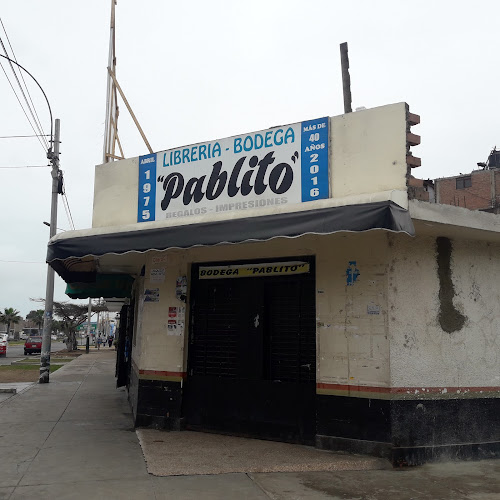 LIBRERIA - BODEGA
"Pablito"
REGALOS - IMPRESIONES
ABRIL 1975
MÁS DE 40 AÑOS 2016
BODEGA "PABLITO"